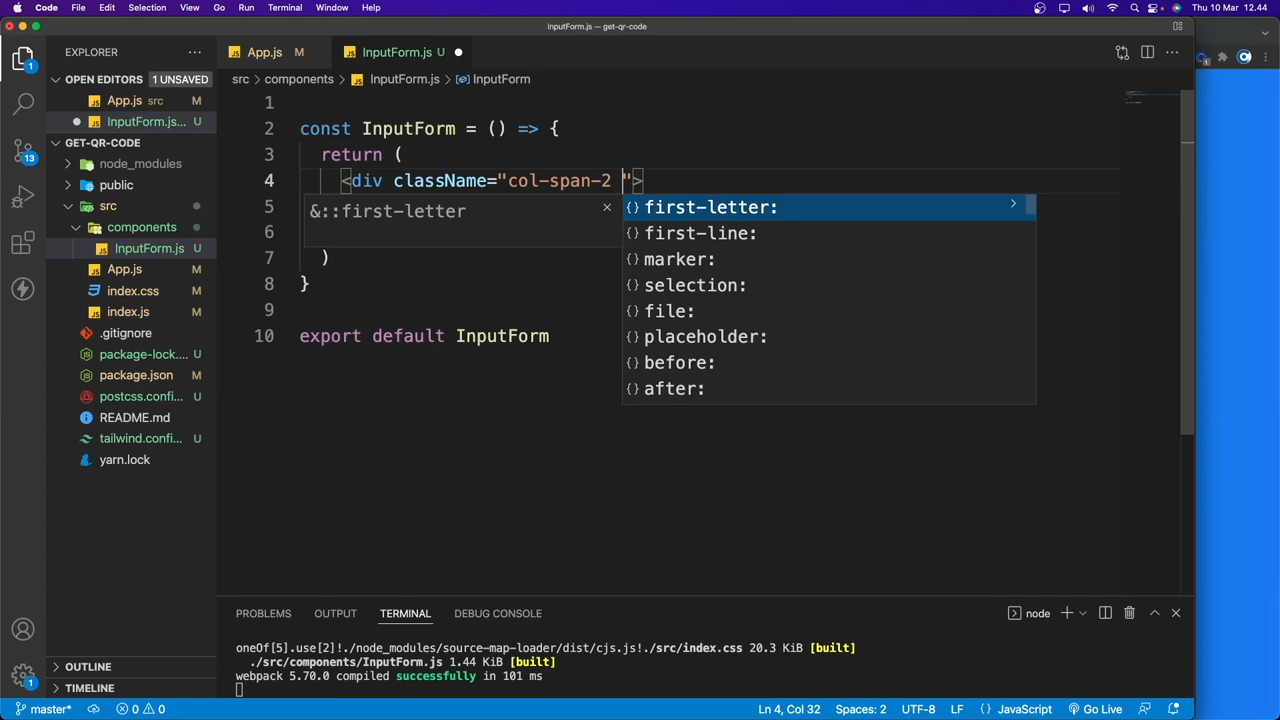 Code File Edit Selection View Go Run Terminal Window Help Thu 10 Mar 12.44
InputForm.js — get-qr-code
EXPLORER
App.js M
InputForm.js U
OPEN EDITORS 1 UNSAVED
src > components > InputForm.js > InputForm
App.js src M
InputForm.js... U
GET-QR-CODE
node_modules
public
src
components
InputForm.js U
App.js M
index.css M
index.js M
.gitignore
package-lock.... U
package.json M
postcss.confi... U
README.md
tailwind.confi... U
yarn.lock
OUTLINE
TIMELINE
1
13
1
1
2 const InputForm = () => {
3 return (
4 <div className="col-span-2 ">
5
6
7 )
8 }
9
10 export default InputForm
&::first-letter
first-letter:
first-line:
marker:
selection:
file:
placeholder:
before:
after:
PROBLEMS OUTPUT TERMINAL DEBUG CONSOLE node
oneOf[5].use[2]!./node_modules/source-map-loader/dist/cjs.js!./src/index.css 20.3 KiB [built]
./src/components/InputForm.js 1.44 KiB [built]
webpack 5.70.0 compiled successfully in 101 ms
master* 0 0 Ln 4, Col 32 Spaces: 2 UTF-8 LF {} JavaScript Go Live